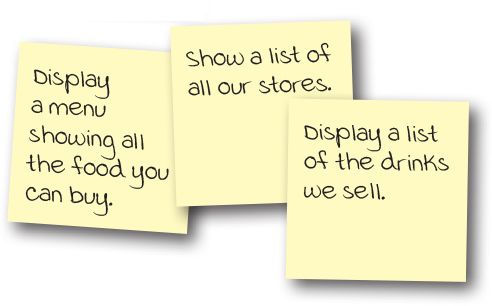 Display
a menu
showing all
the food you
can buy.
Show a list of
all our stores.
Display a list
of the drinks
we sell.